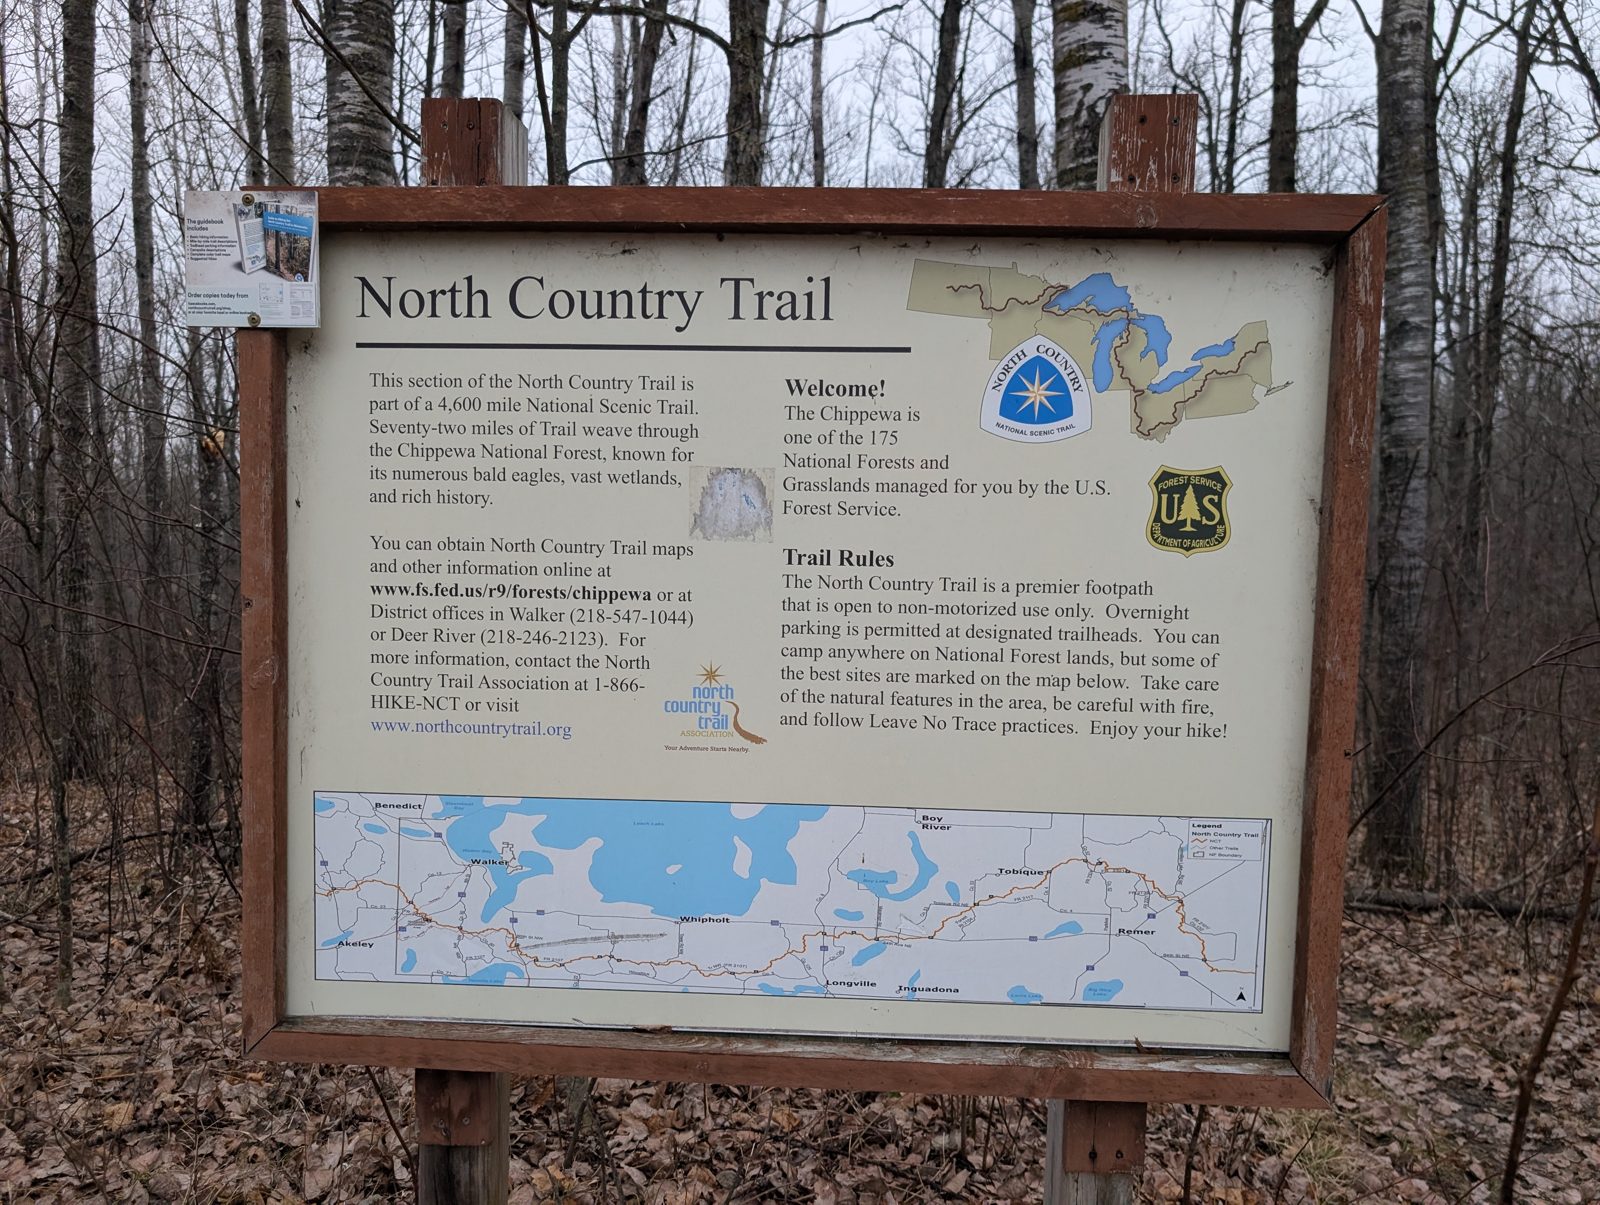 The guidebook
includes
North Country Trail
This section of the North Country Trail is
part of a 4,600 mile National Scenic Trail.
Seventy-two miles of Trail weave through
the Chippewa National Forest, known for
its numerous bald eagles, vast wetlands,
and rich history.
You can obtain North Country Trail maps
and other information online at
www.fs.fed.us/r9/forests/chippewa or at
District offices in Walker (218-547-1044)
or Deer River (218-246-2123). For
more information, contact the North
Country Trail Association at 1-866-
HIKE-NCT or visit
www.northcountrytrail.org
north
country
trail
ASSOCIATION
Your Adventure Starts Nearby.
Welcome!
The Chippewa is
one of the 175
National Forests and
Grasslands managed for you by the U.S.
Forest Service.
NORTH COUNTRY
NATIONAL SCENIC TRAIL
FOREST SERVICE
US
DEPARTMENT OF AGRICULTURE
Trail Rules
The North Country Trail is a premier footpath
that is open to non-motorized use only. Overnight
parking is permitted at designated trailheads. You can
camp anywhere on National Forest lands, but some of
the best sites are marked on the map below. Take care
of the natural features in the area, be careful with fire,
and follow Leave No Trace practices. Enjoy your hike!
Order copies today from
Benedict
Walker
Leech Lake
Akeley
Whipholt
Boy
River
Tobique
Remer
Longville
Inguadona
Legend
North Country Trail
NCT
Other Trails
NF Boundary